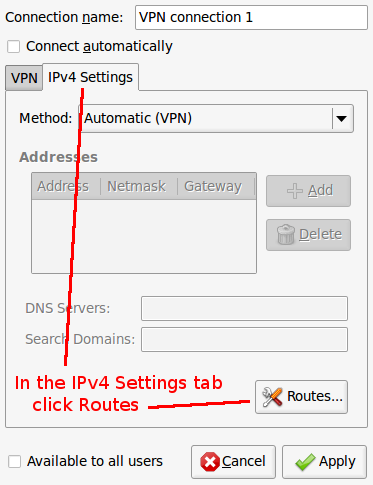 Connection name: VPN connection 1
Connect automatically
VPN IPv4 Settings
Method: Automatic (VPN)
Addresses
Address Netmask Gateway
Add
Delete
DNS Servers:
Search Domains:
In the IPv4 Settings tab
click Routes
Routes...
Available to all users
Cancel
Apply